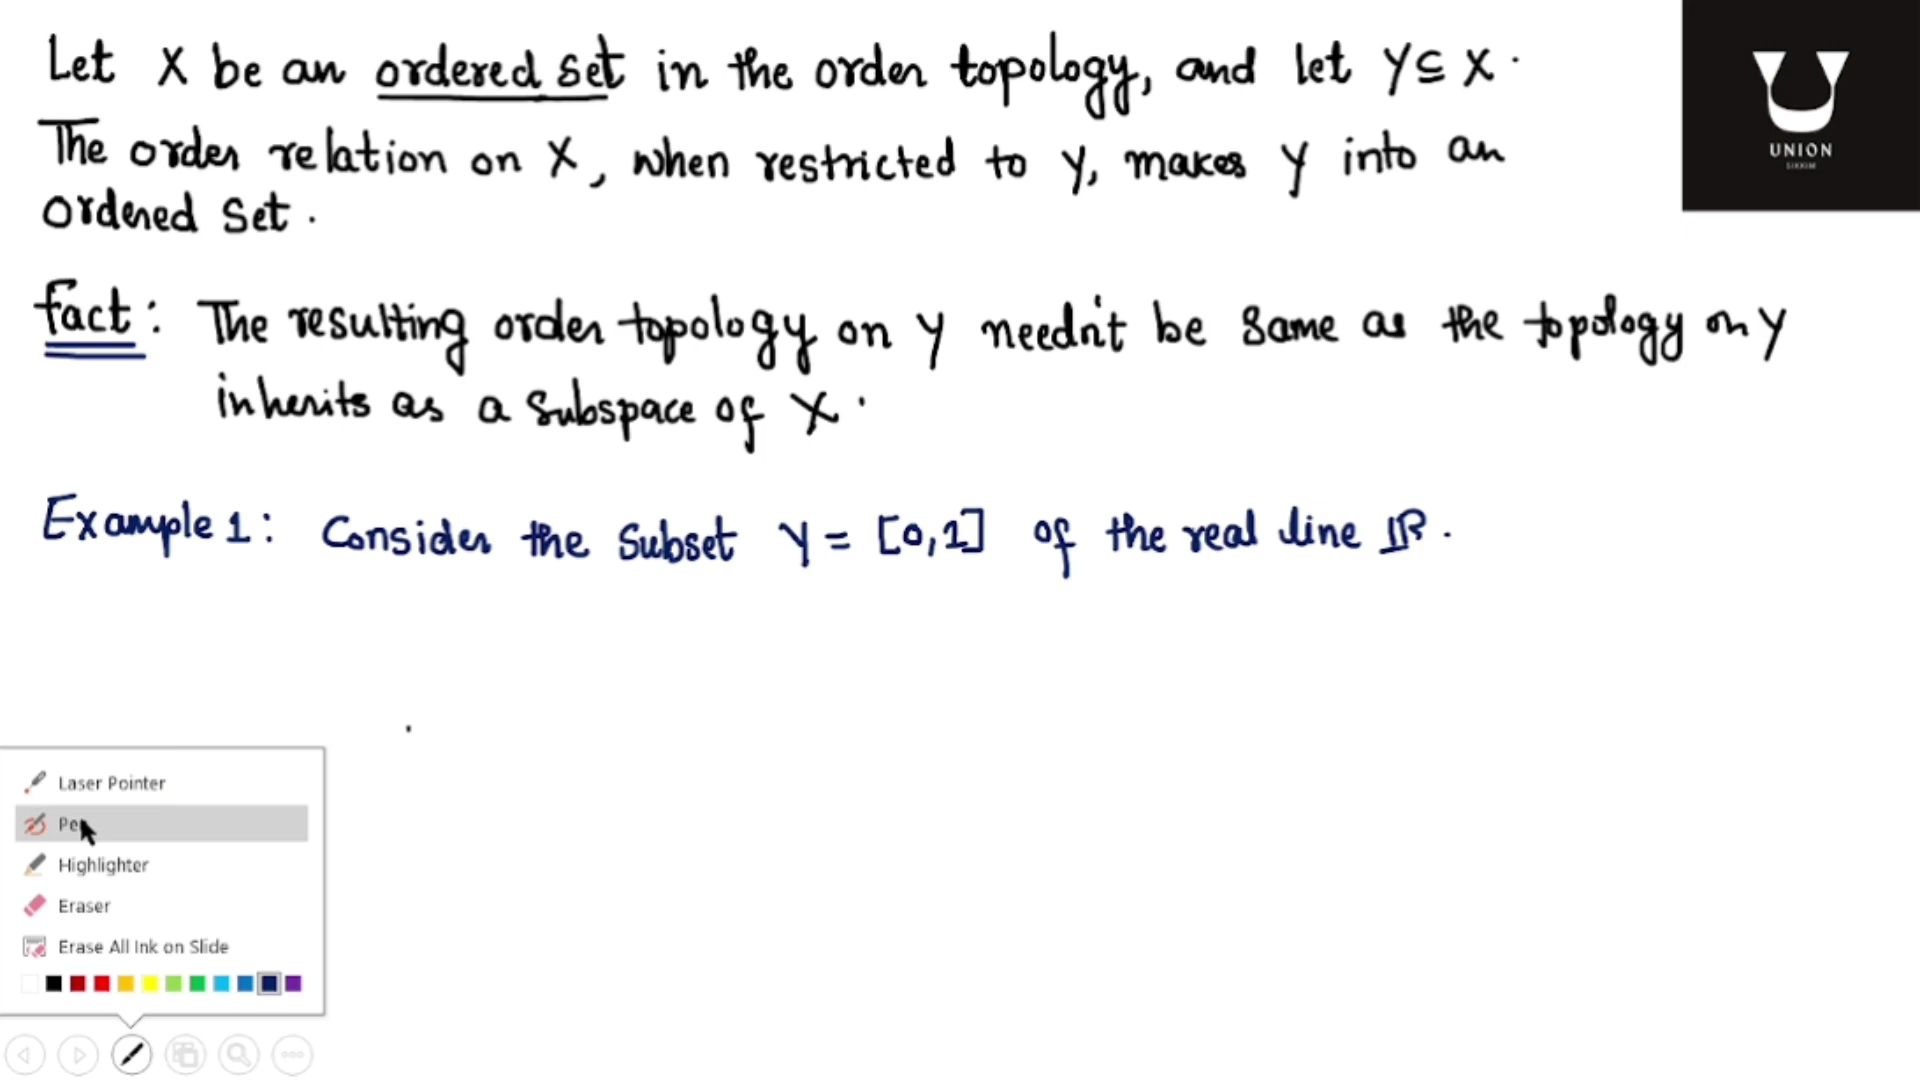 Let X be an ordered set in the order topology, and let Y ⊆ X.
The order relation on X, when restricted to Y, makes Y into an
ordered set.
UNION
SIKKIM
Fact: The resulting order topology on Y needn't be same as the topology on Y
inherits as a subspace of X.
Example 1: Consider the subset Y = [0,1] of the real line ℝ.
Laser Pointer
Pe
Highlighter
Eraser
Erase All Ink on Slide